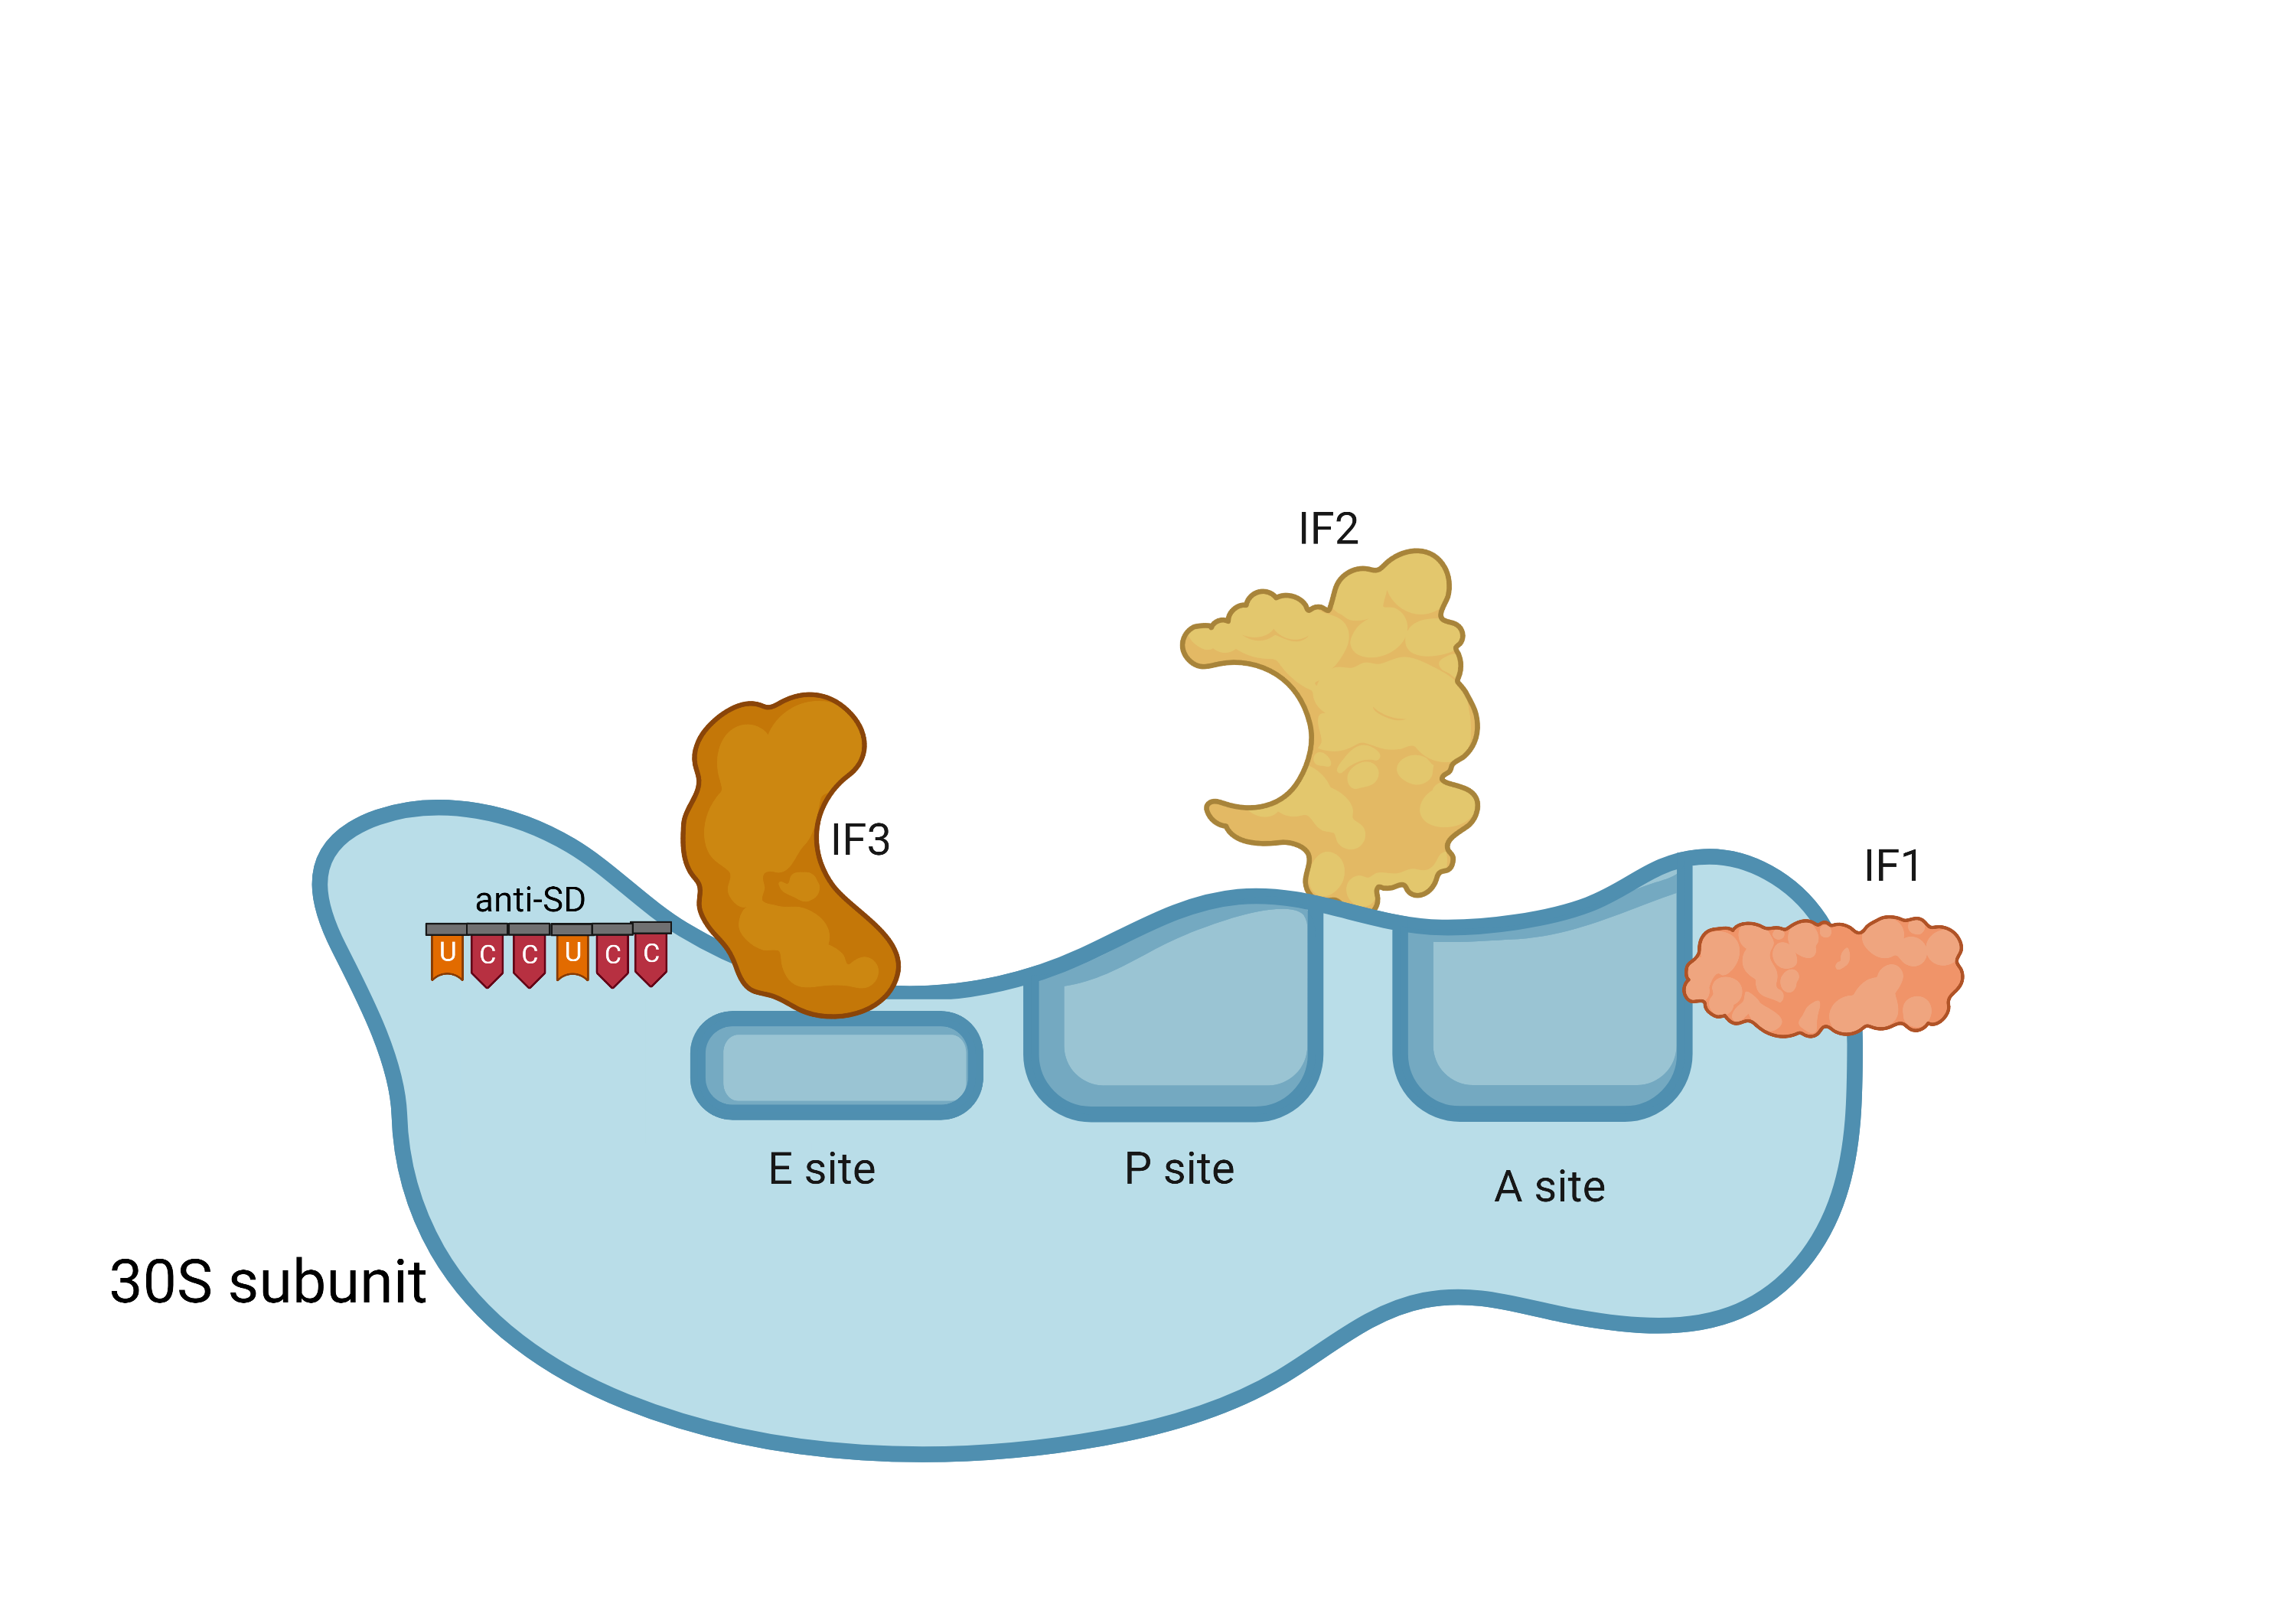 IF2
IF3
IF1
anti-SD
U C C U C C
E site
P site
A site
30S subunit